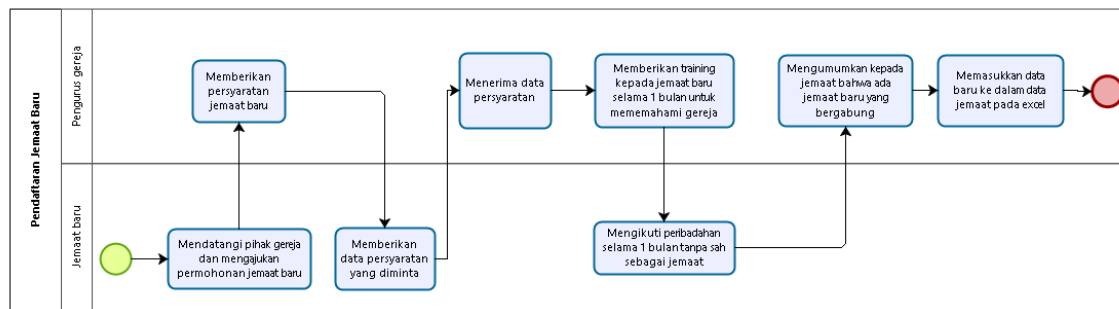 Pendaftaran Jemaat Baru
Pengurus gereja
Memberikan
persyaratan
jemaat baru
Menerima data
persyaratan
Memberikan training
kepada jemaat baru
selama 1 bulan untuk
mememahami gereja
Mengumumkan kepada
jemaat bahwa ada
jemaat baru yang
bergabung
Memasukkan data
baru ke dalam data
jemaat pada excel
Jemaat baru
Mendatangi pihak gereja
dan mengajukan
permohonan jemaat baru
Memberikan
data persyaratan
yang diminta
Mengikuti peribadahan
selama 1 bulan tanpa sah
sebagai jemaat